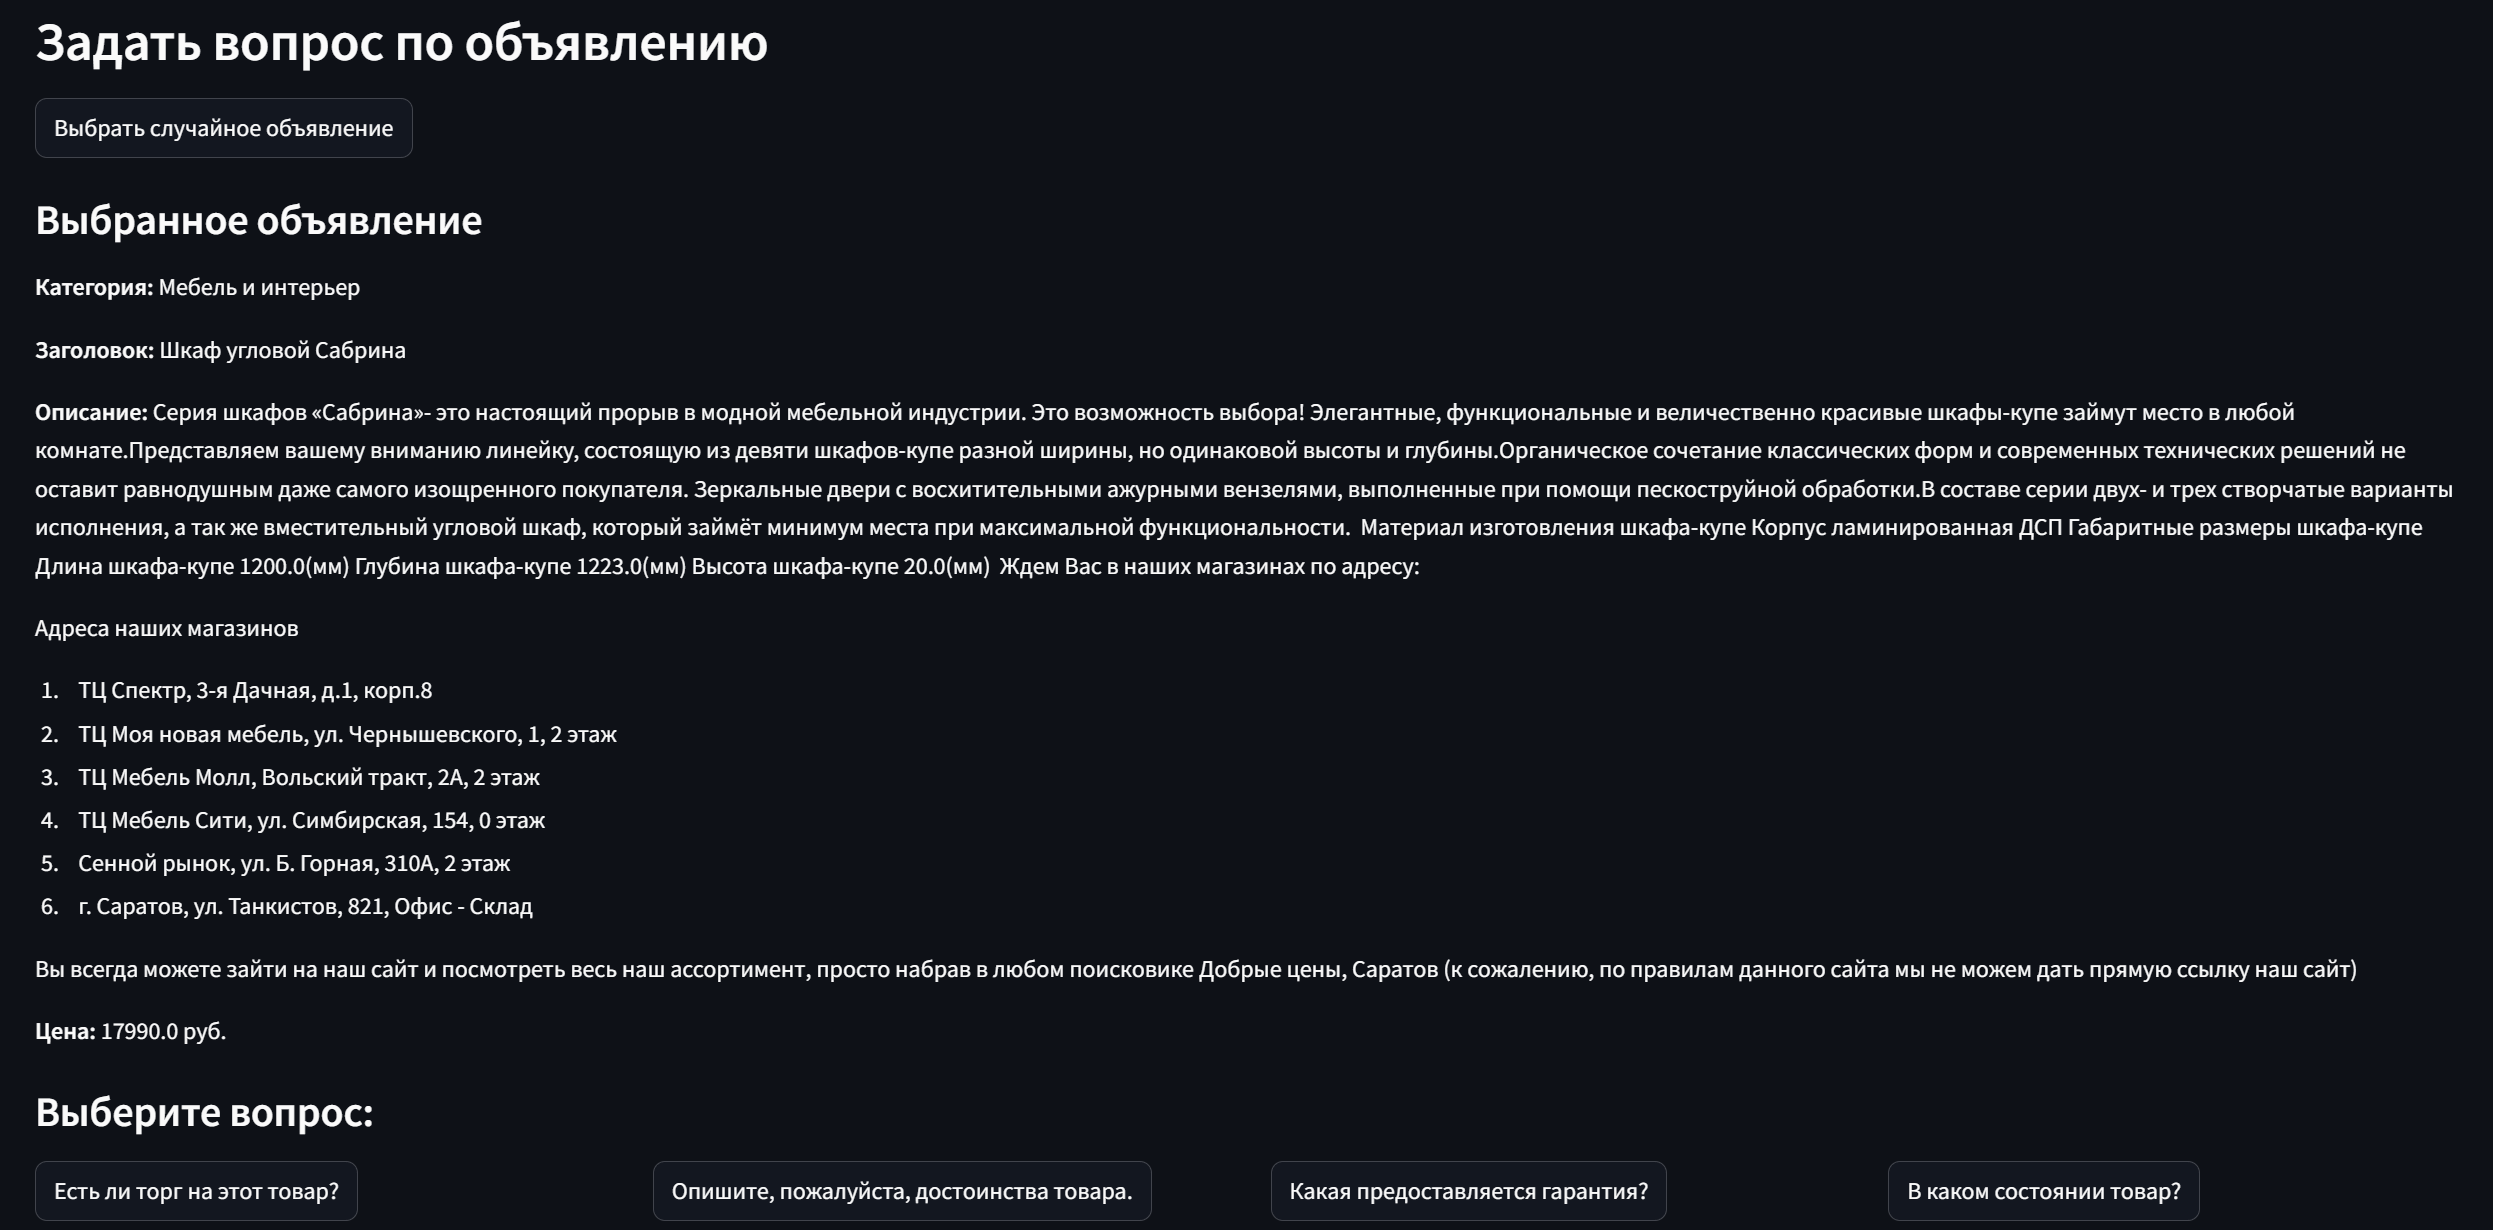 Задать вопрос по объявлению
Выбрать случайное объявление
Выбранное объявление
Категория: Мебель и интерьер
Заголовок: Шкаф угловой Сабрина
Описание: Серия шкафов «Сабрина»- это настоящий прорыв в модной мебельной индустрии. Это возможность выбора! Элегантные, функциональные и величественно красивые шкафы-купе займут место в любой
комнате.Представляем вашему вниманию линейку, состоящую из девяти шкафов-купе разной ширины, но одинаковой высоты и глубины.Органическое сочетание классических форм и современных технических решений не
оставит равнодушным даже самого изощренного покупателя. Зеркальные двери с восхитительными ажурными вензелями, выполненные при помощи пескоструйной обработки.В составе серии двух- и трех створчатые варианты
исполнения, а так же вместительный угловой шкаф, который займёт минимум места при максимальной функциональности.  Материал изготовления шкафа-купе Корпус ламинированная ДСП Габаритные размеры шкафа-купе
Длина шкафа-купе 1200.0(мм) Глубина шкафа-купе 1223.0(мм) Высота шкафа-купе 20.0(мм)  Ждем Вас в наших магазинах по адресу:
Адреса наших магазинов
1. ТЦ Спектр, 3-я Дачная, д.1, корп.8
2. ТЦ Моя новая мебель, ул. Чернышевского, 1, 2 этаж
3. ТЦ Мебель Молл, Вольский тракт, 2А, 2 этаж
4. ТЦ Мебель Сити, ул. Симбирская, 154, 0 этаж
5. Сенной рынок, ул. Б. Горная, 310А, 2 этаж
6. г. Саратов, ул. Танкистов, 821, Офис - Склад
Вы всегда можете зайти на наш сайт и посмотреть весь наш ассортимент, просто набрав в любом поисковике Добрые цены, Саратов (к сожалению, по правилам данного сайта мы не можем дать прямую ссылку наш сайт)
Цена: 17990.0 руб.
Выберите вопрос:
Есть ли торг на этот товар?
Опишите, пожалуйста, достоинства товара.
Какая предоставляется гарантия?
В каком состоянии товар?